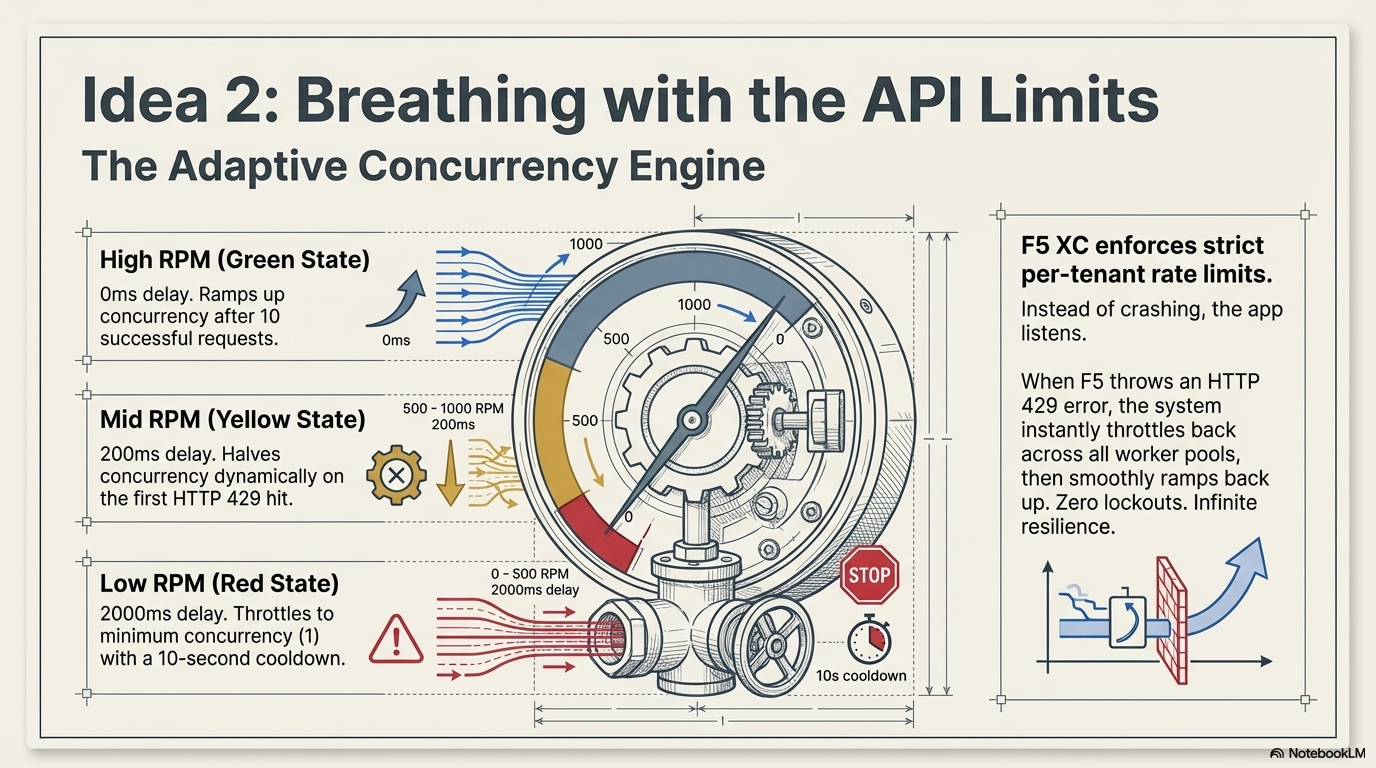 Idea 2: Breathing with the API Limits
The Adaptive Concurrency Engine
High RPM (Green State)
0ms delay. Ramps up
concurrency after 10
successful requests.
0ms
Mid RPM (Yellow State)
200ms delay. Halves
concurrency dynamically on
the first HTTP 429 hit.
500 - 1000 RPM
200ms
Low RPM (Red State)
2000ms delay. Throttles to
minimum concurrency (1)
with a 10-second cooldown.
0 - S00 RPM
2000ms delay
1000
1000
500
0
500
0
STOP
10s cooldown
F5 XC enforces strict
per-tenant rate limits.
Instead of crashing, the app
listens.
When F5 throws an HTTP
429 error, the system
instantly throttles back
across all worker pools,
then smoothly ramps back
up. Zero lockouts. Infinite
resilience.
NotebookLM